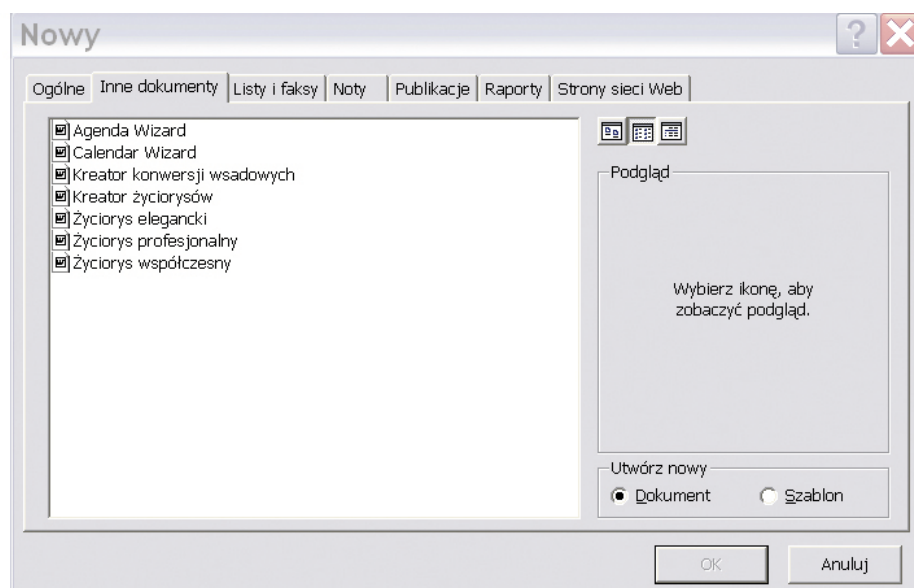 Nowy
Ogólne Inne dokumenty Listy i faksy Noty Publikacje Raporty Strony sieci Web
Agenda Wizard
Calendar Wizard
Kreator konwersji wsadowych
Kreator życiorysów
Życiorys elegancki
Życiorys profesjonalny
Życiorys współczesny
Podgląd
Wybierz ikonę, aby
zobaczyć podgląd.
Utwórz nowy
Dokument Szablon
OK Anuluj